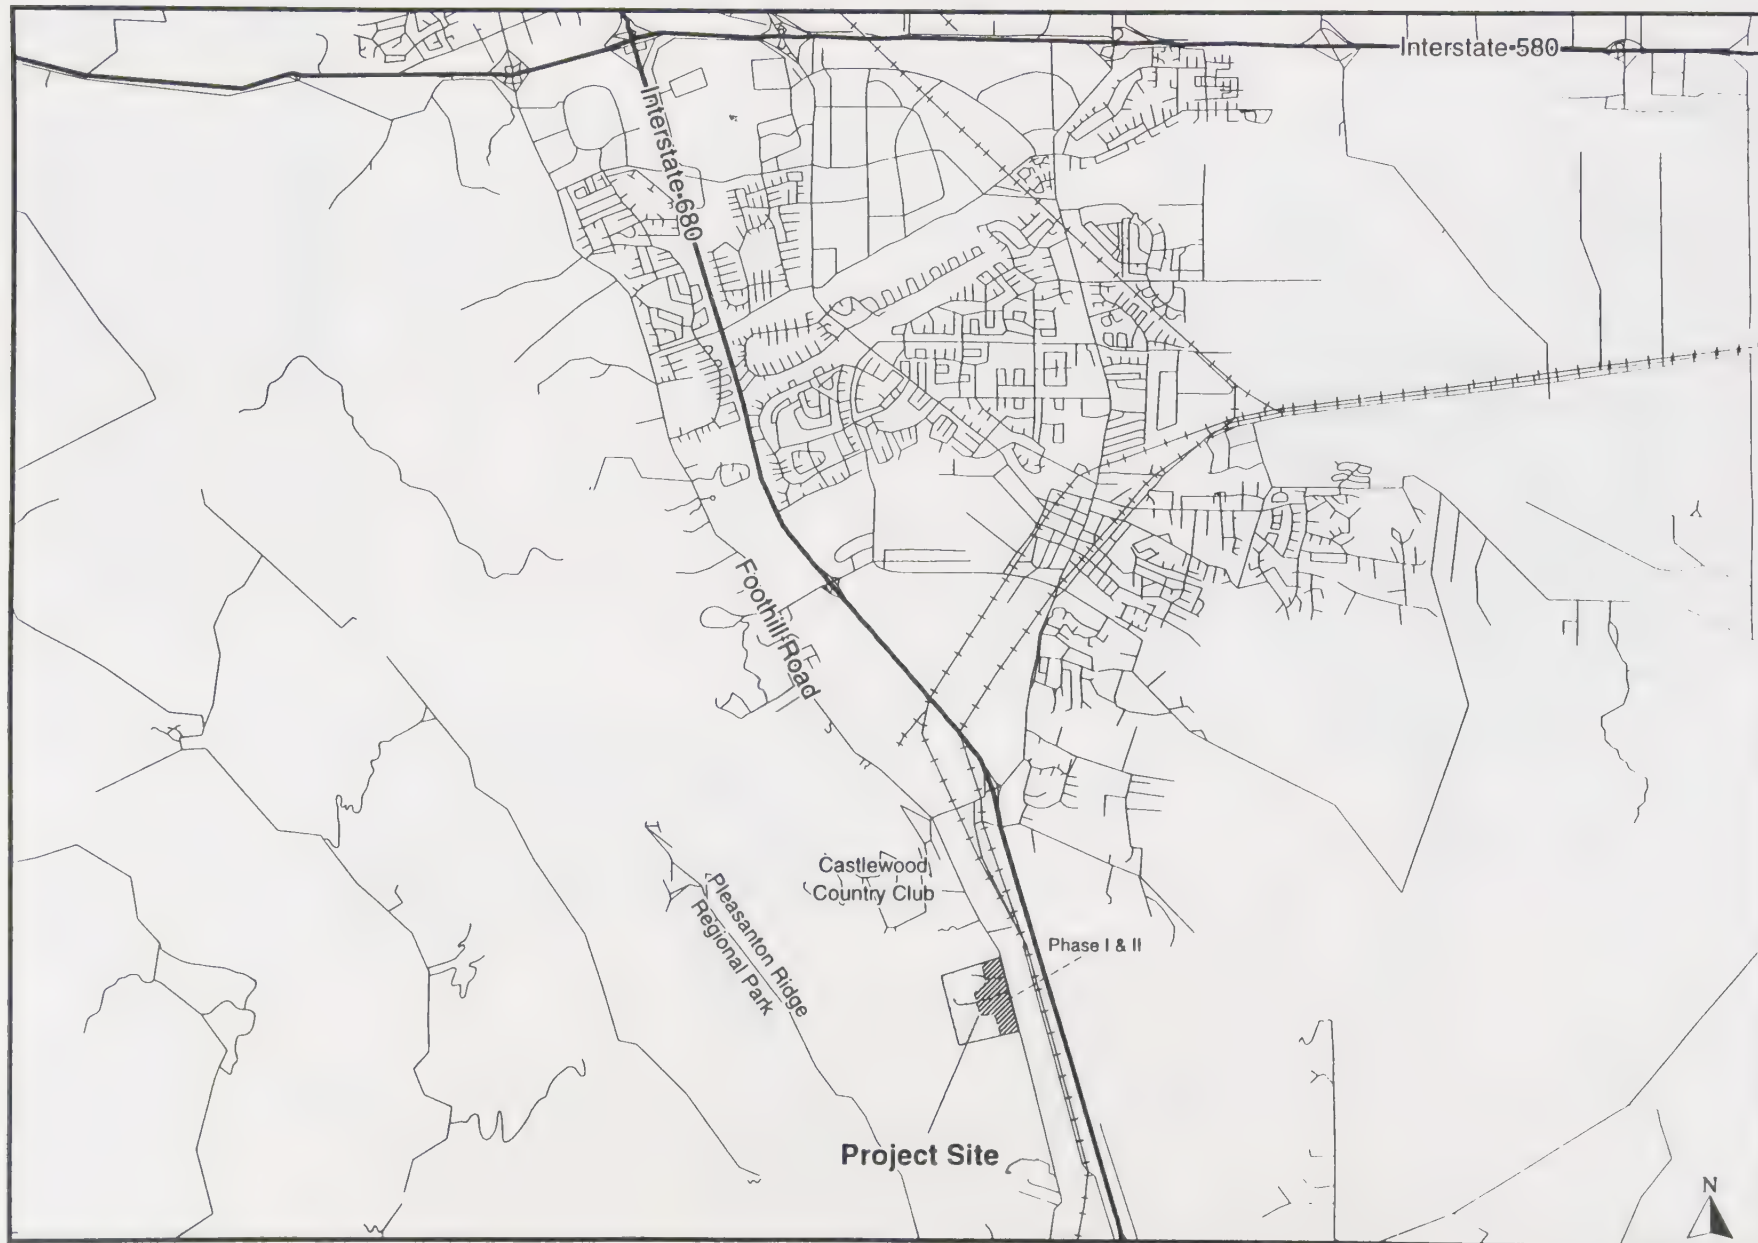 Interstate-580
Interstate-680
Foothill Road
Castlewood
Country Club
Pleasanton Ridge
Regional Park
Phase I & II
Project Site
N